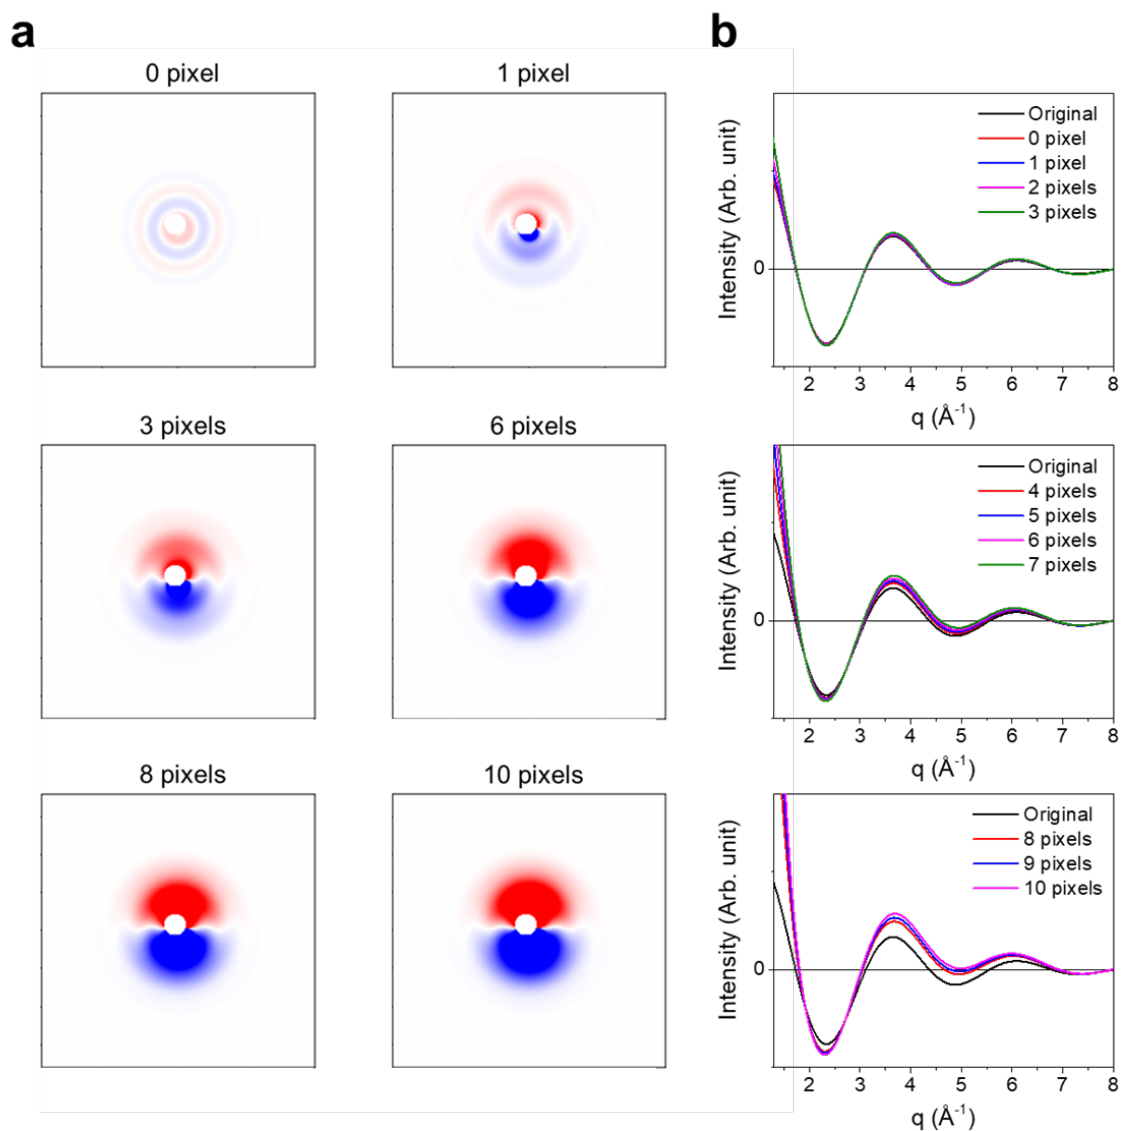 a
b
0 pixel
1 pixel
3 pixels
6 pixels
8 pixels
10 pixels
Intensity (Arb. unit)
0
Original
0 pixel
1 pixel
2 pixels
3 pixels
2 3 4 5 6 7 8
q (Å⁻¹)
Intensity (Arb. unit)
0
Original
4 pixels
5 pixels
6 pixels
7 pixels
2 3 4 5 6 7 8
q (Å⁻¹)
Intensity (Arb. unit)
0
Original
8 pixels
9 pixels
10 pixels
2 3 4 5 6 7 8
q (Å⁻¹)